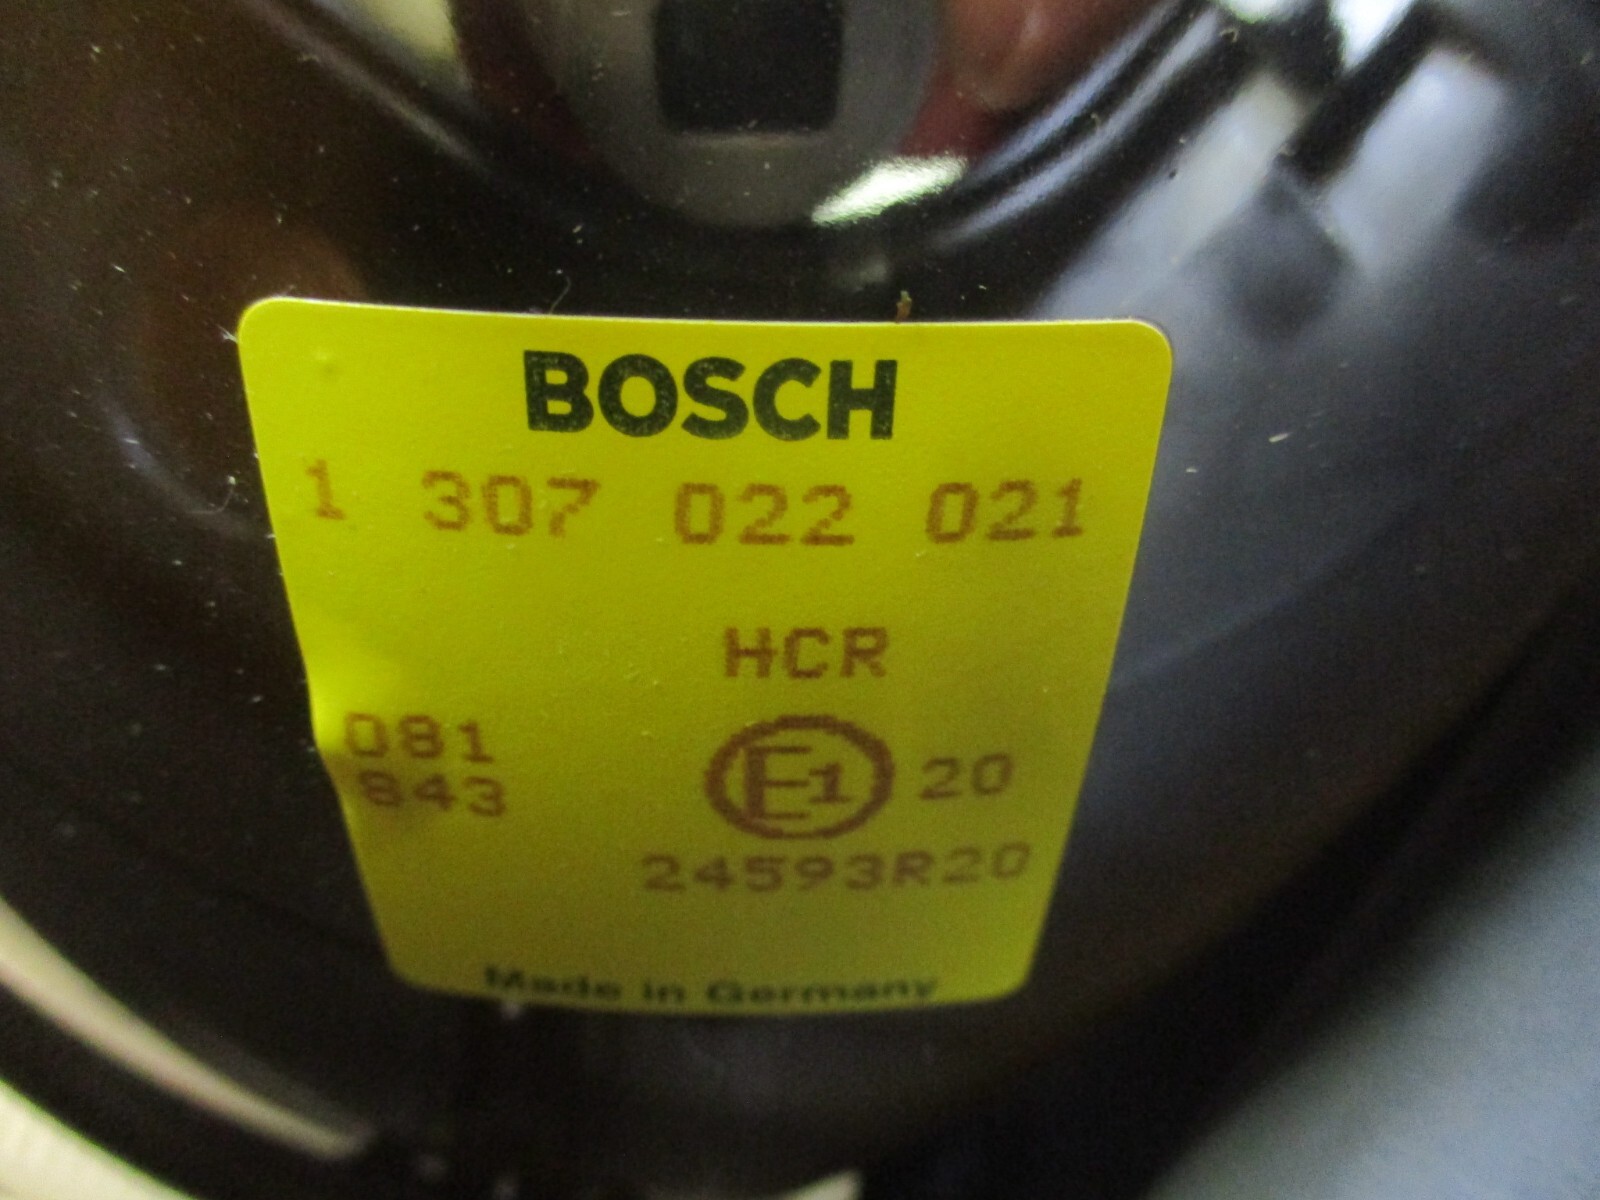 BOSCH
1 307 022 021
HCR
081
843
E1 20
24593R20
Made in Germany